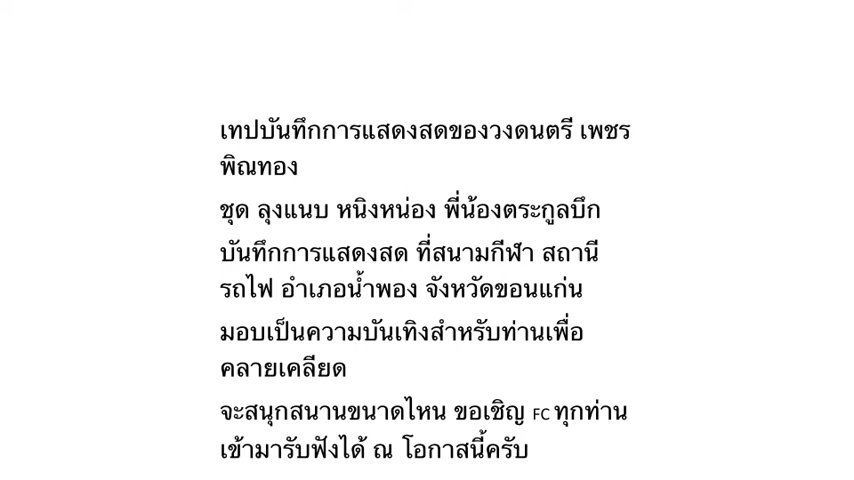 เทปบันทึกการแสดงสดของวงดนตรี เพชร
พิณทอง
ชุด ลุงแนบ หนิงหน่อง พี่น้องตระกูลบึก
บันทึกการแสดงสด ที่สนามกีฬา สถานี
รถไฟ อำเภอน้ำพอง จังหวัดขอนแก่น
มอบเป็นความบันเทิงสำหรับท่านเพื่อ
คลายเคลียด
จะสนุกสนานขนาดไหน ขอเชิญ FC ทุกท่าน
เข้ามารับฟังได้ ณ โอกาสนี้ครับ